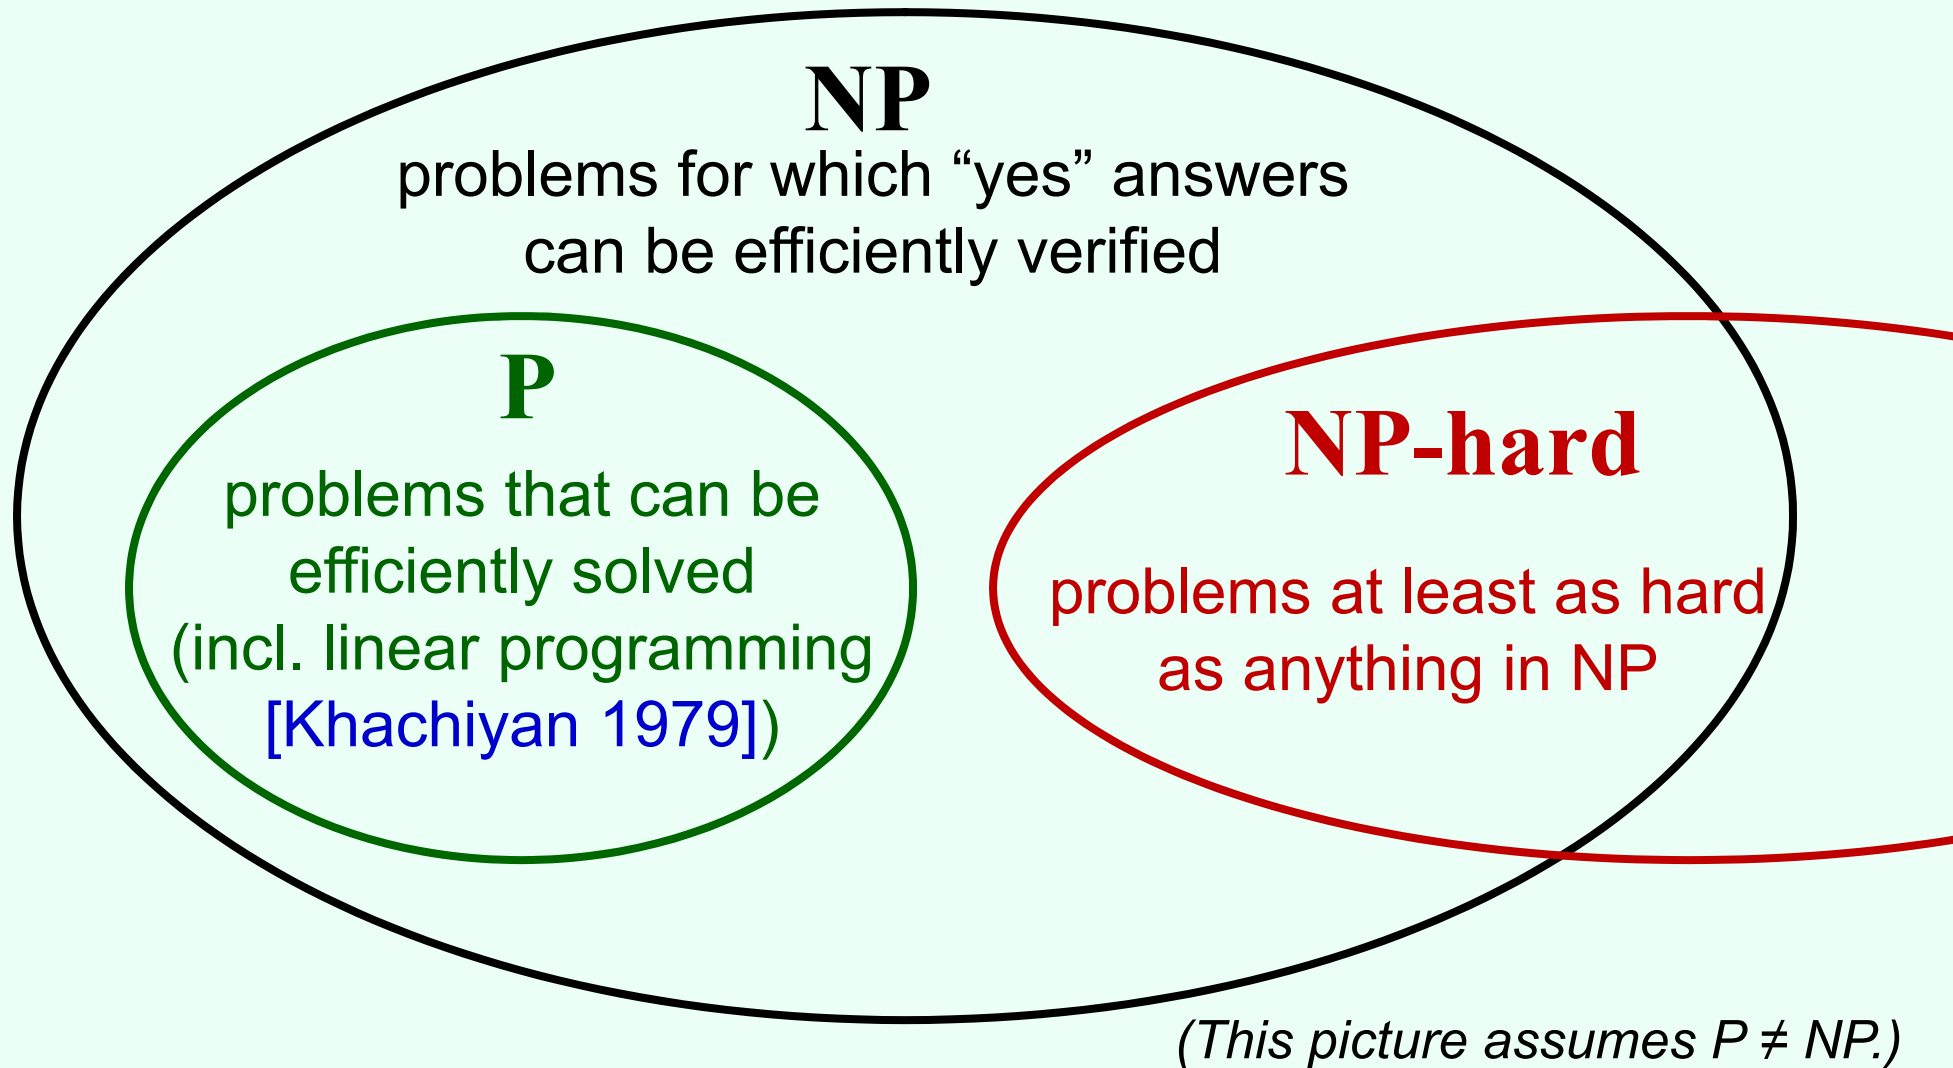 NP
problems for which “yes” answers
can be efficiently verified
P
problems that can be
efficiently solved
(incl. linear programming
[Khachiyan 1979])
NP-hard
problems at least as hard
as anything in NP
(This picture assumes P ≠ NP.)